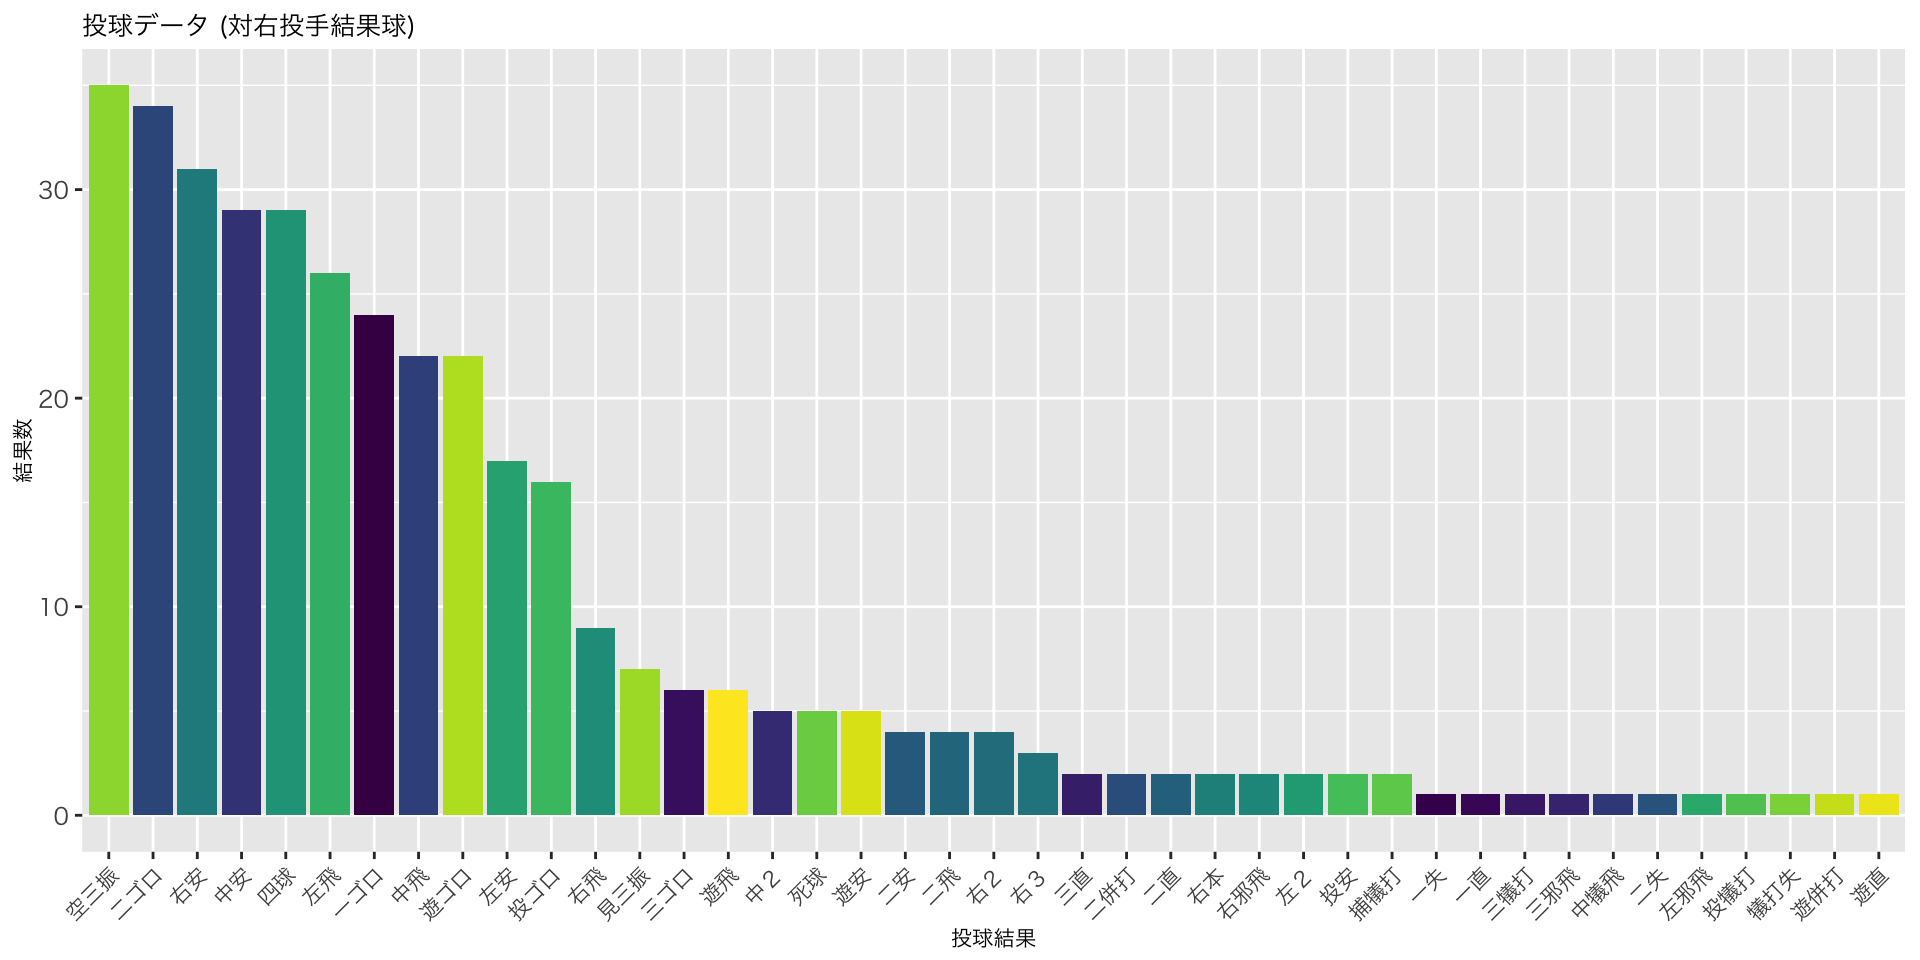 投球データ (対右投手結果球)
結果数
30
20
10
0
空三振
二ゴロ
右安
中安
四球
左飛
一ゴロ
中飛
遊ゴロ
左安
投ゴロ
右飛
見三振
三ゴロ
遊飛
中２
死球
遊安
二安
二飛
右２
右３
三直
二併打
二直
右本
右邪飛
左２
投安
捕犠打
一失
一直
三犠打
三邪飛
中犠飛
二失
左邪飛
投犠打
犠打失
遊併打
遊直
投球結果